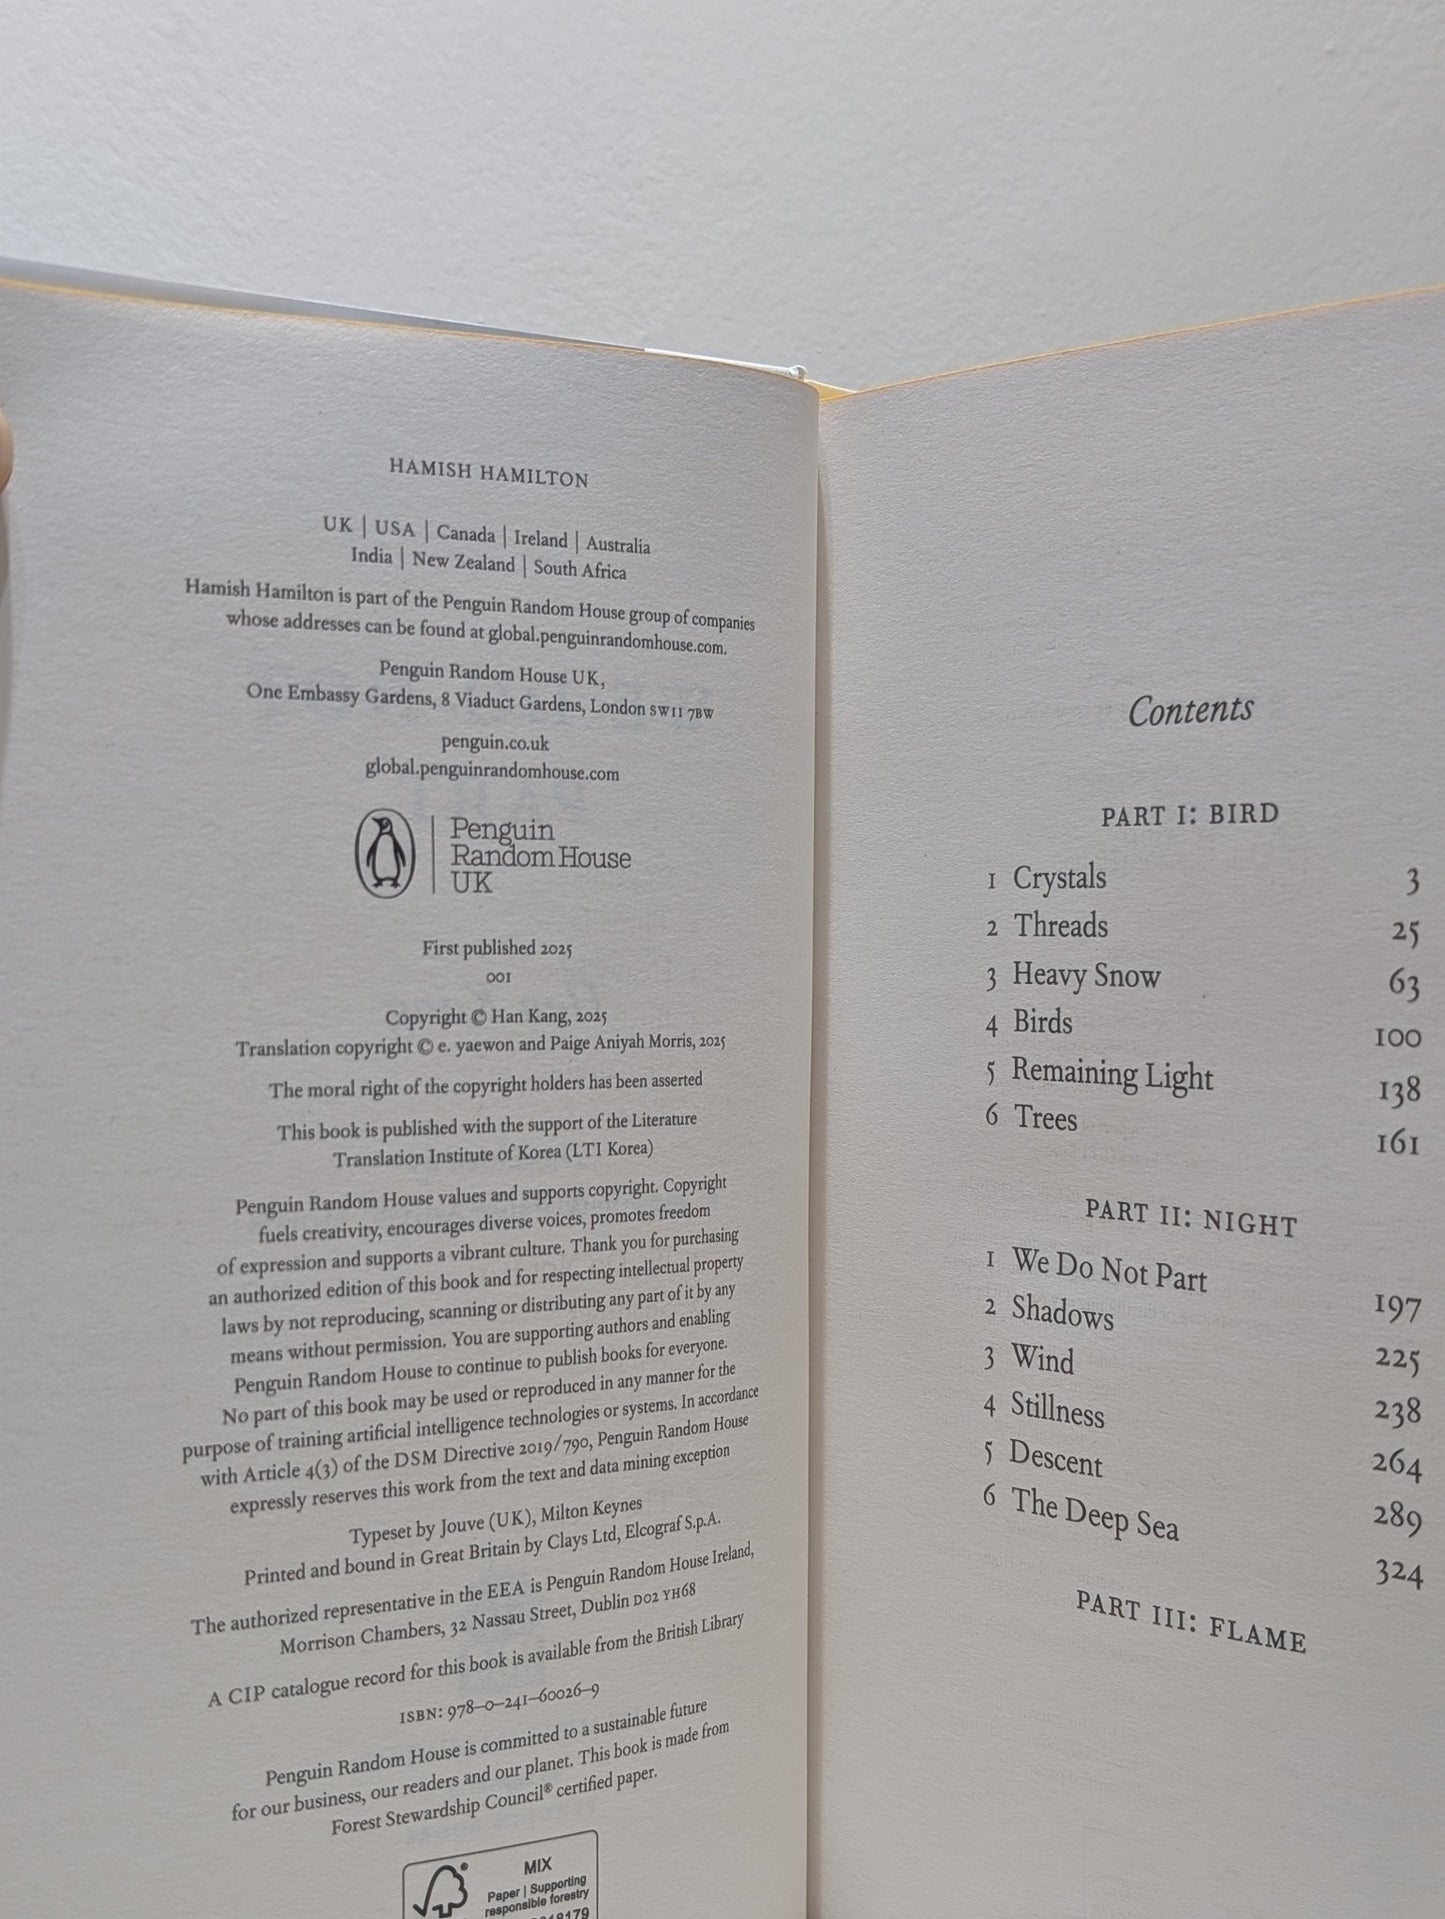 HAMISH HAMILTON
UK | USA | Canada | Ireland | Australia
India | New Zealand | South Africa
Hamish Hamilton is part of the Penguin Random House group of companies
whose addresses can be found at global.penguinrandomhouse.com.
Penguin Random House UK,
One Embassy Gardens, 8 Viaduct Gardens, London SW11 7BW
penguin.co.uk
global.penguinrandomhouse.com
Penguin
Random House
UK
First published 2025
001
Copyright © Han Kang, 2025
Translation copyright © e. yaewon and Paige Aniyah Morris, 2025
The moral right of the copyright holders has been asserted
This book is published with the support of the Literature
Translation Institute of Korea (LTI Korea)
Penguin Random House values and supports copyright. Copyright
fuels creativity, encourages diverse voices, promotes freedom
of expression and supports a vibrant culture. Thank you for purchasing
an authorized edition of this book and for respecting intellectual property
laws by not reproducing, scanning or distributing any part of it by any
means without permission. You are supporting authors and enabling
Penguin Random House to continue to publish books for everyone.
No part of this book may be used or reproduced in any manner for the
purpose of training artificial intelligence technologies or systems. In accordance
with Article 4(3) of the DSM Directive 2019/790, Penguin Random House
expressly reserves this work from the text and data mining exception
Typeset by Jouve (UK), Milton Keynes
Printed and bound in Great Britain by Clays Ltd, Elcograf S.p.A.
The authorized representative in the EEA is Penguin Random House Ireland,
Morrison Chambers, 32 Nassau Street, Dublin D02 YH68
A CIP catalogue record for this book is available from the British Library
ISBN: 978–0–241–60026–9
Penguin Random House is committed to a sustainable future
for our business, our readers and our planet. This book is made from
Forest Stewardship Council® certified paper.
MIX
Paper | Supporting
responsible forestry
Contents
PART I: BIRD
1 Crystals 3
2 Threads 25
3 Heavy Snow 63
4 Birds 100
5 Remaining Light 138
6 Trees 161
PART II: NIGHT
1 We Do Not Part 197
2 Shadows 225
3 Wind 238
4 Stillness 264
5 Descent 289
6 The Deep Sea 324
PART III: FLAME